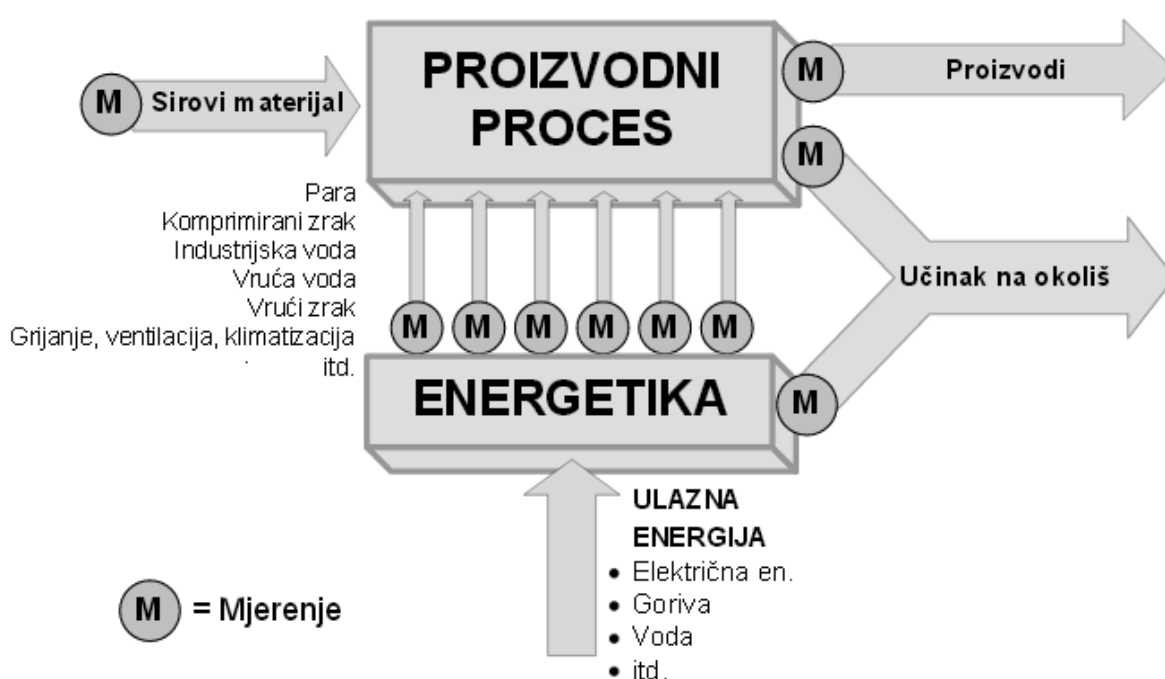 PROIZVODNI
PROCES
M
Proizvodi
M
Sirovi materijal
M
Para
Komprimirani zrak
Industrijska voda
Vruća voda
Vrući zrak
Grijanje, ventilacija, klimatizacija
itd.
Učinak na okoliš
M M M M M M
ENERGETIKA
M
ULAZNA
ENERGIJA
• Električna en.
• Goriva
• Voda
• itd.
M = Mjerenje